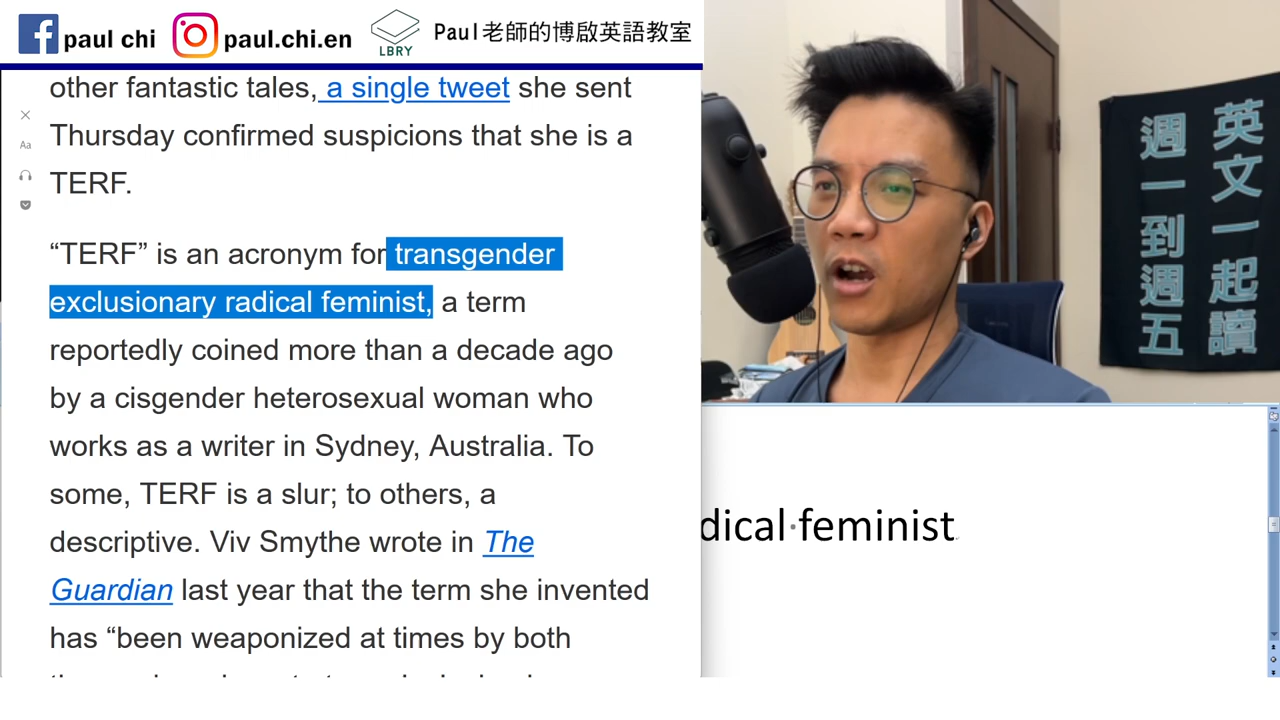 paul chi
paul.chi.en
LBRY
Paul老師的博啟英語教室
other fantastic tales, a single tweet she sent
Thursday confirmed suspicions that she is a
TERF.
Aa
“TERF” is an acronym for transgender
exclusionary radical feminist, a term
reportedly coined more than a decade ago
by a cisgender heterosexual woman who
works as a writer in Sydney, Australia. To
some, TERF is a slur; to others, a
descriptive. Viv Smythe wrote in The
Guardian last year that the term she invented
has “been weaponized at times by both
英文一起讀
週一到週五
dical·feminist